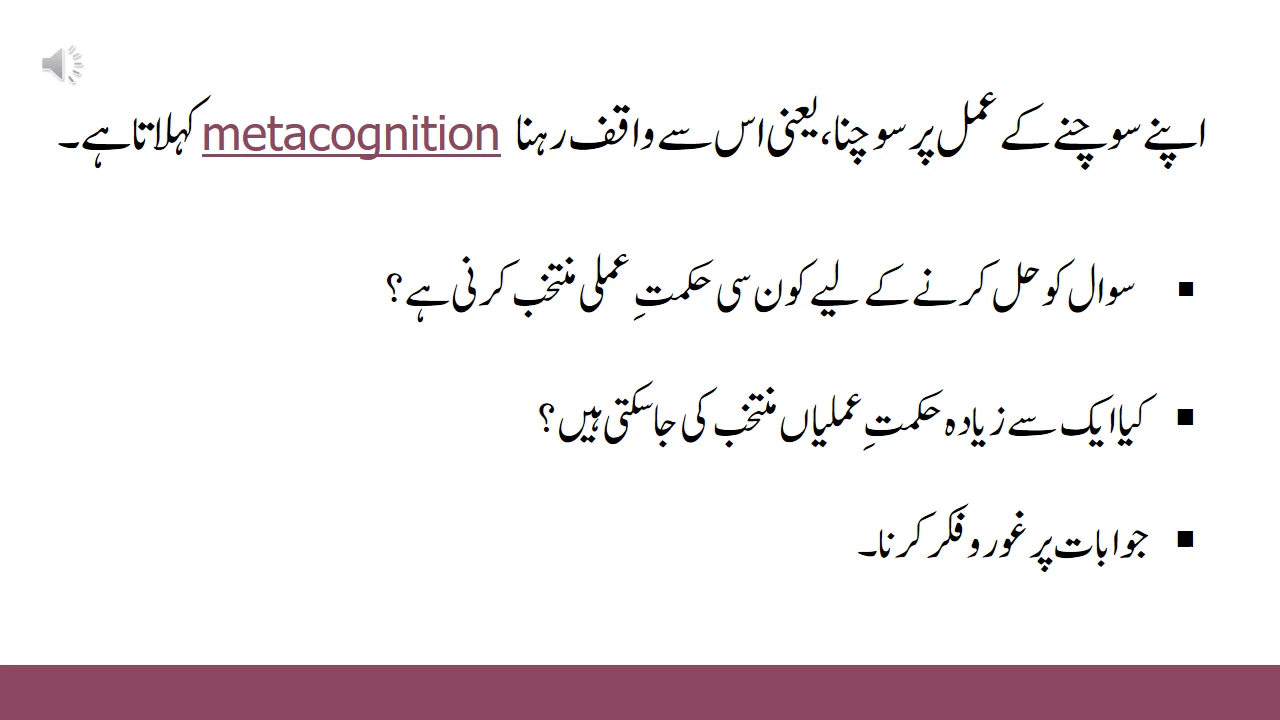 اپنے سوچنے کے عمل پر سوچنا، یعنی اس سے واقف رہنا metacognition کہلاتا ہے۔
▪ سوال کو حل کرنے کے لیے کون سی حکمتِ عملی منتخب کرنی ہے؟
▪ کیا ایک سے زیادہ حکمتِ عملیاں منتخب کی جاسکتی ہیں؟
▪ جوابات پر غور و فکر کرنا۔